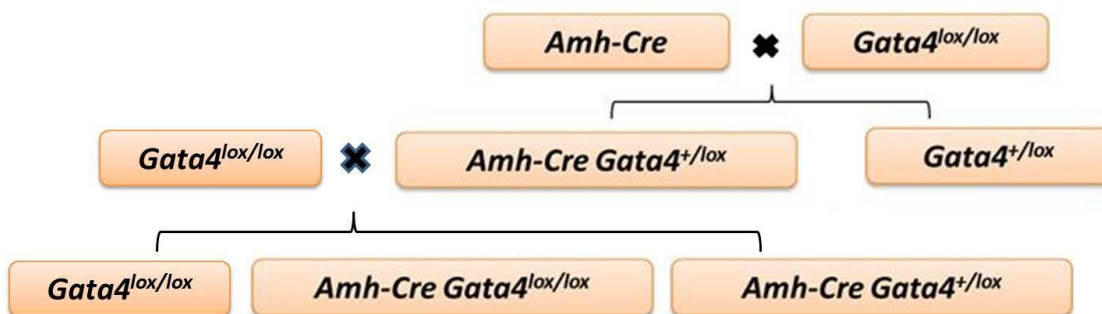 Amh-Cre ✖ Gata4lox/lox
Gata4lox/lox ✖ Amh-Cre Gata4+/lox Gata4+/lox
Gata4lox/lox Amh-Cre Gata4lox/lox Amh-Cre Gata4+/lox